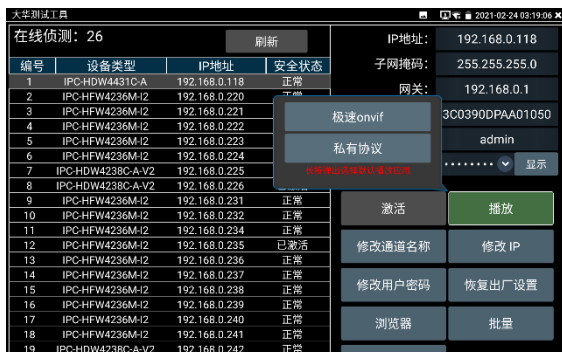 大华测试工具
2021-02-24 03:19:06
在线侦测：26
刷新
编号 设备类型 IP地址 安全状态
1 IPC-HDW4431C-A 192.168.0.118 正常
2 IPC-HFW4236M-I2 192.168.0.220
3 IPC-HFW4236M-I2 192.168.0.221
4 IPC-HFW4236M-I2 192.168.0.222
5 IPC-HFW4236M-I2 192.168.0.223
6 IPC-HFW4236M-I2 192.168.0.224
7 IPC-HDW4238C-A-V2 192.168.0.225
8 IPC-HDW4238C-A-V2 192.168.0.226
9 IPC-HFW4236M-I2 192.168.0.231 正常
10 IPC-HFW4236M-I2 192.168.0.232 正常
11 IPC-HFW4236M-I2 192.168.0.234 正常
12 IPC-HFW4236M-I2 192.168.0.235 已激活
13 IPC-HFW4236M-I2 192.168.0.236 正常
14 IPC-HFW4236M-I2 192.168.0.237 正常
15 IPC-HFW4236M-I2 192.168.0.238 正常
16 IPC-HFW4236M-I2 192.168.0.239 正常
17 IPC-HFW4236M-I2 192.168.0.240 正常
18 IPC-HFW4236M-I2 192.168.0.241 正常
19 IPC-HDW4238C-A-V2 192.168.0.242 正常
极速onvif
私有协议
IP地址： 192.168.0.118
子网掩码： 255.255.255.0
网关： 192.168.0.1
3C0390DPAA01050
admin
显示
激活 播放
修改通道名称 修改 IP
修改用户密码 恢复出厂设置
浏览器 批量